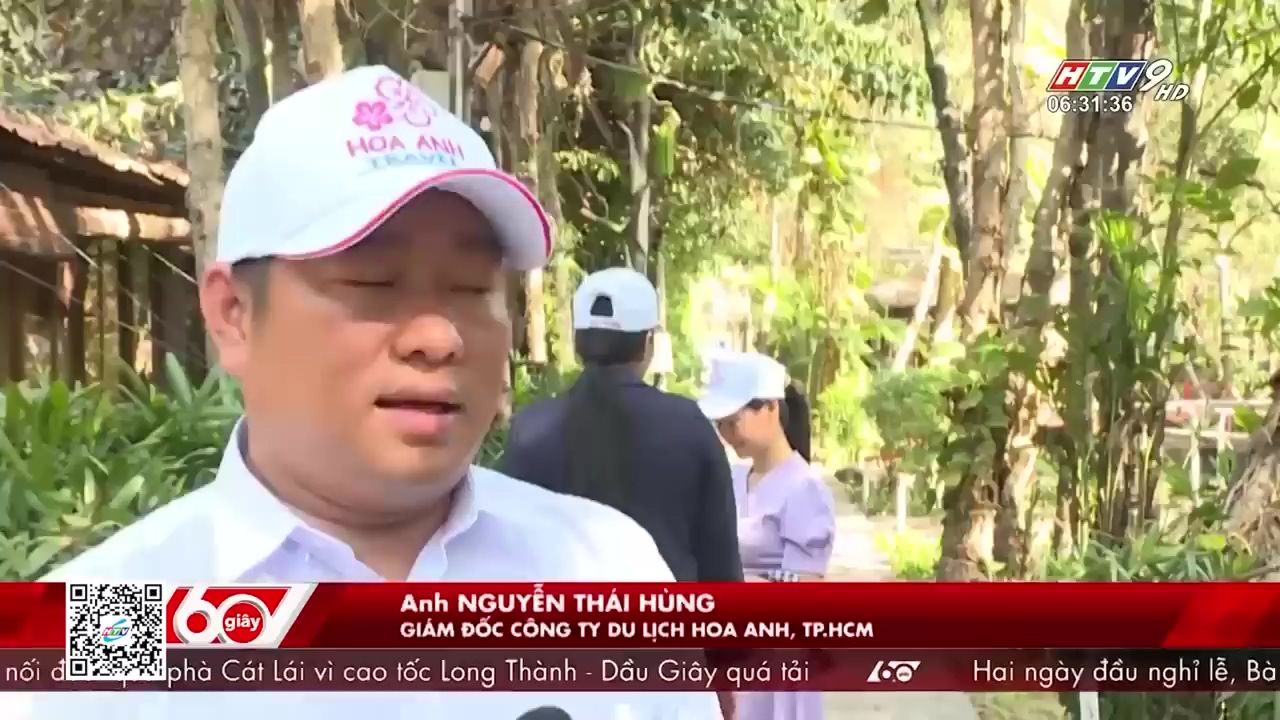 HTV9
HD
06:31:36
HOA ANH
TRAVEL
60
giây
HTV
Anh NGUYỄN THÁI HÙNG
GIÁM ĐỐC CÔNG TY DU LỊCH HOA ANH, TP.HCM
nối phà Cát Lái vì cao tốc Long Thành - Dầu Giây quá tải
60 Hai ngày đầu nghỉ lễ, Bà